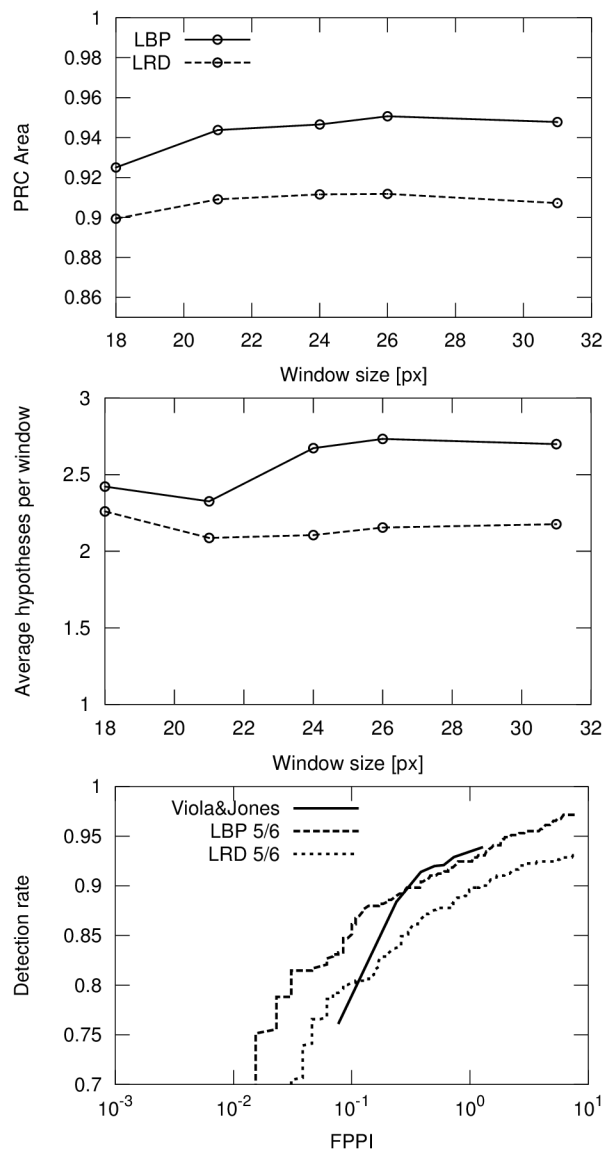 1
0.98
0.96
0.94
0.92
0.9
0.88
0.86
LBP
LRD
PRC Area
18 20 22 24 26 28 30 32
Window size [px]
3
2.5
2
1.5
1
Average hypotheses per window
18 20 22 24 26 28 30 32
Window size [px]
1
0.95
0.9
0.85
0.8
0.75
0.7
Viola&Jones
LBP 5/6
LRD 5/6
Detection rate
10-3 10-2 10-1 100 101
FPPI